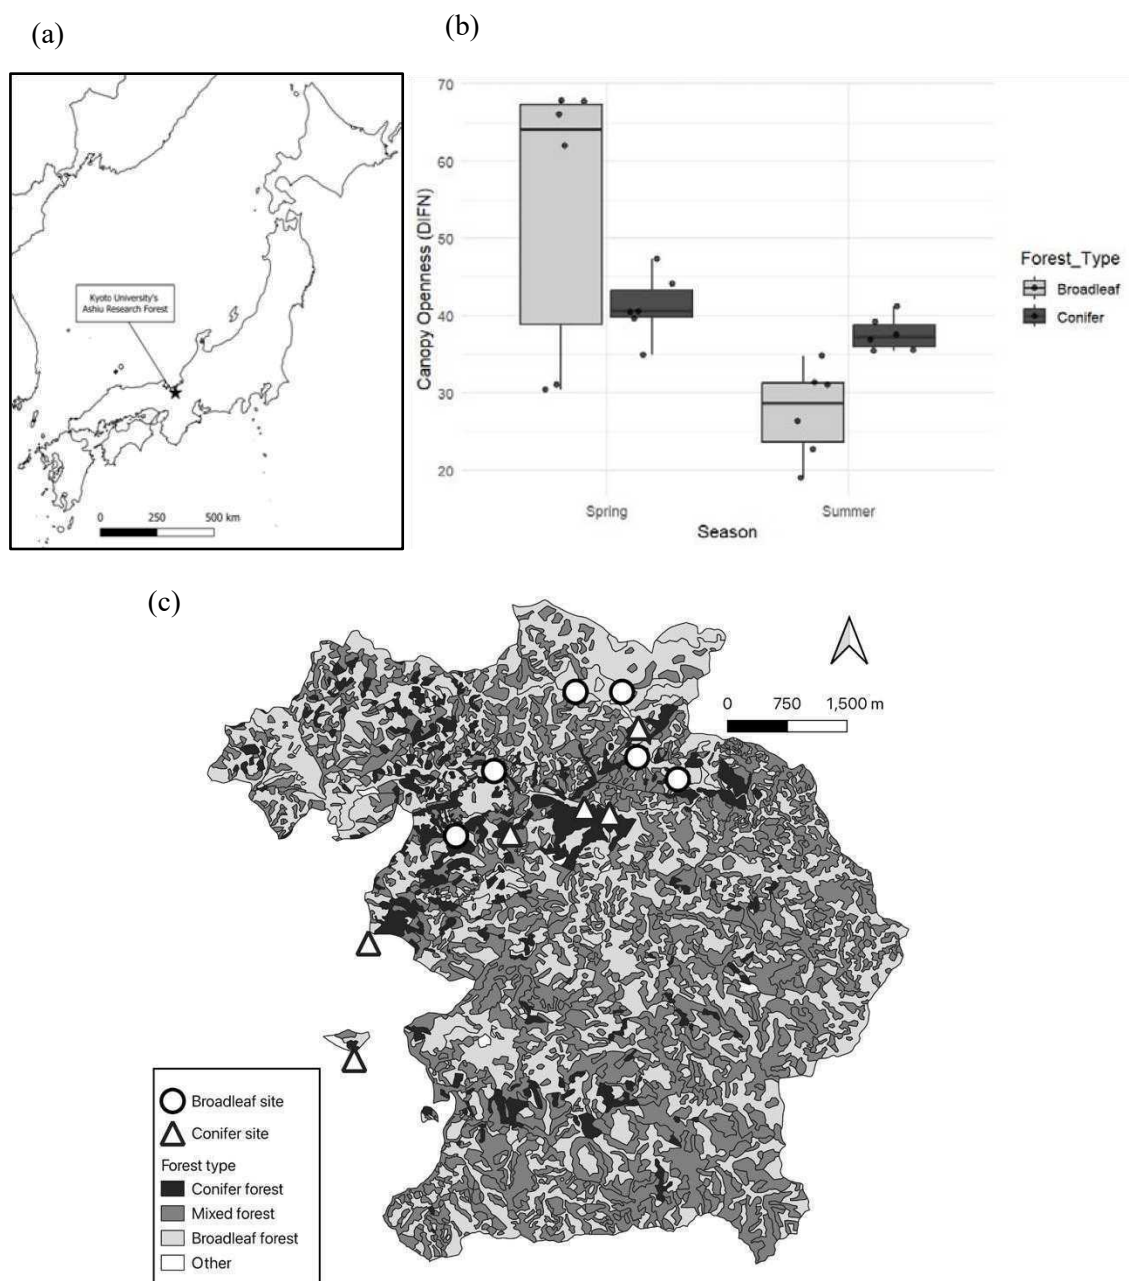 (a)
Kyoto University's
Ashiu Research Forest
0 250 500 km
(b)
70
60
50
40
30
20
Canopy Openness (DIFN)
Spring Summer
Season
Forest_Type
Broadleaf
Conifer
(c)
0 750 1,500 m
Broadleaf site
Conifer site
Forest type
Conifer forest
Mixed forest
Broadleaf forest
Other